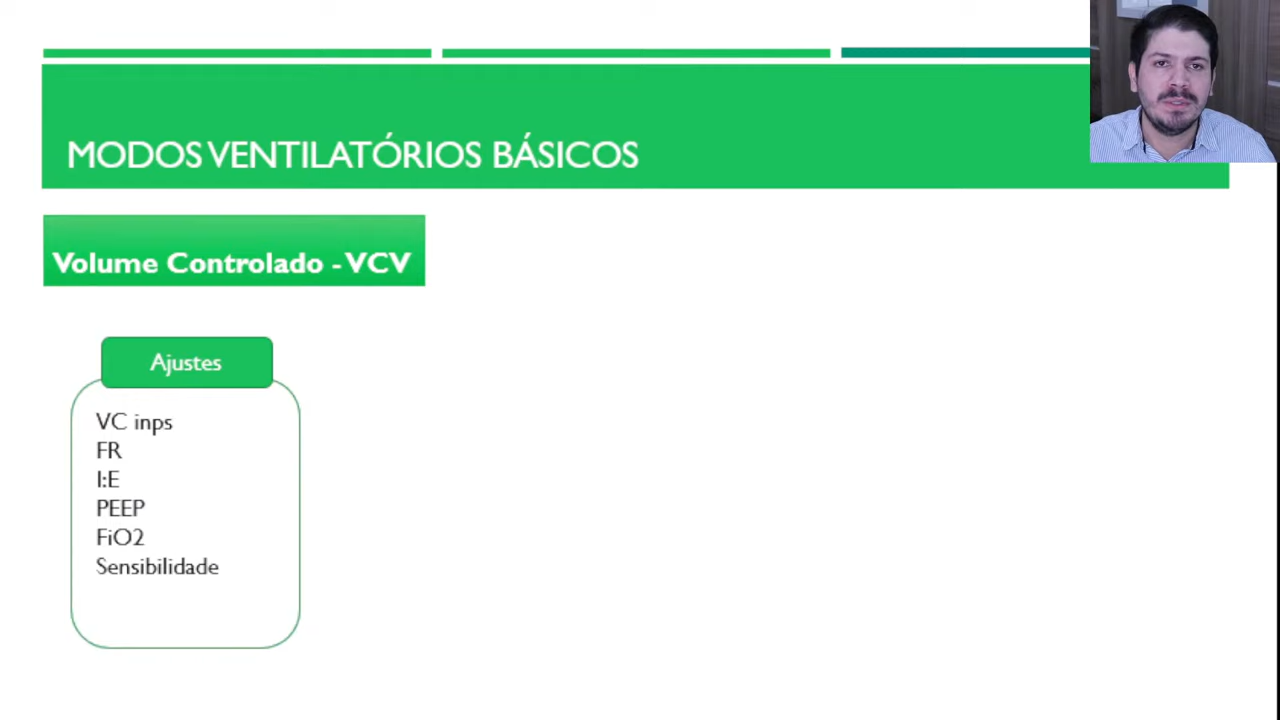 MODOS VENTILATÓRIOS BÁSICOS
Volume Controlado - VCV
Ajustes
VC inps
FR
I:E
PEEP
FiO2
Sensibilidade